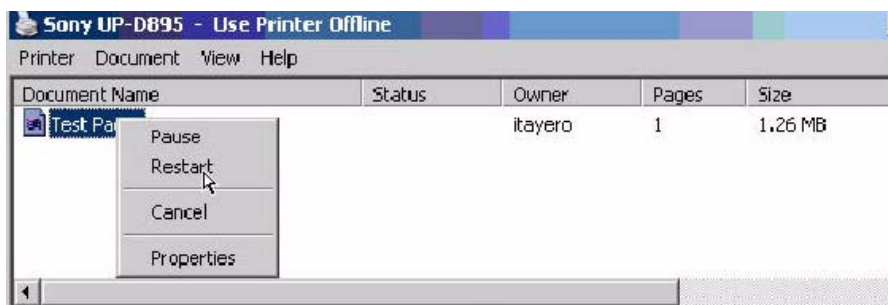 Sony UP-D895 - Use Printer Offline
Printer Document View Help
Document Name Status Owner Pages Size
Test Pa itayero 1 1.26 MB
Pause
Restart
Cancel
Properties